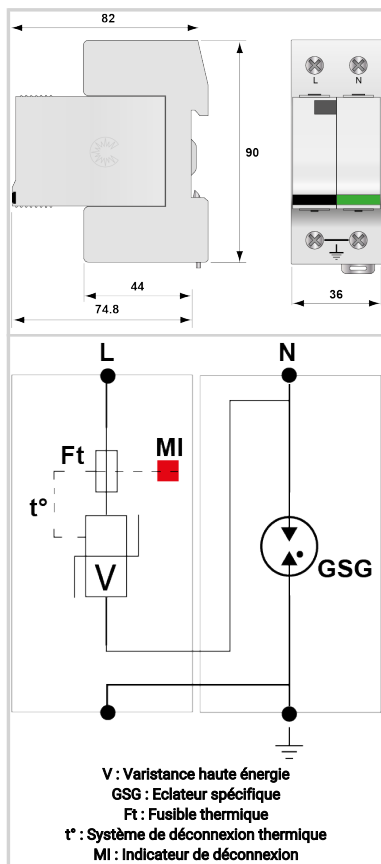 82
L N
90
44
74.8
36
L N
Ft MI
t°
V
GSG
V : Varistance haute énergie
GSG : Eclateur spécifique
Ft : Fusible thermique
t° : Système de déconnexion thermique
MI : Indicateur de déconnexion